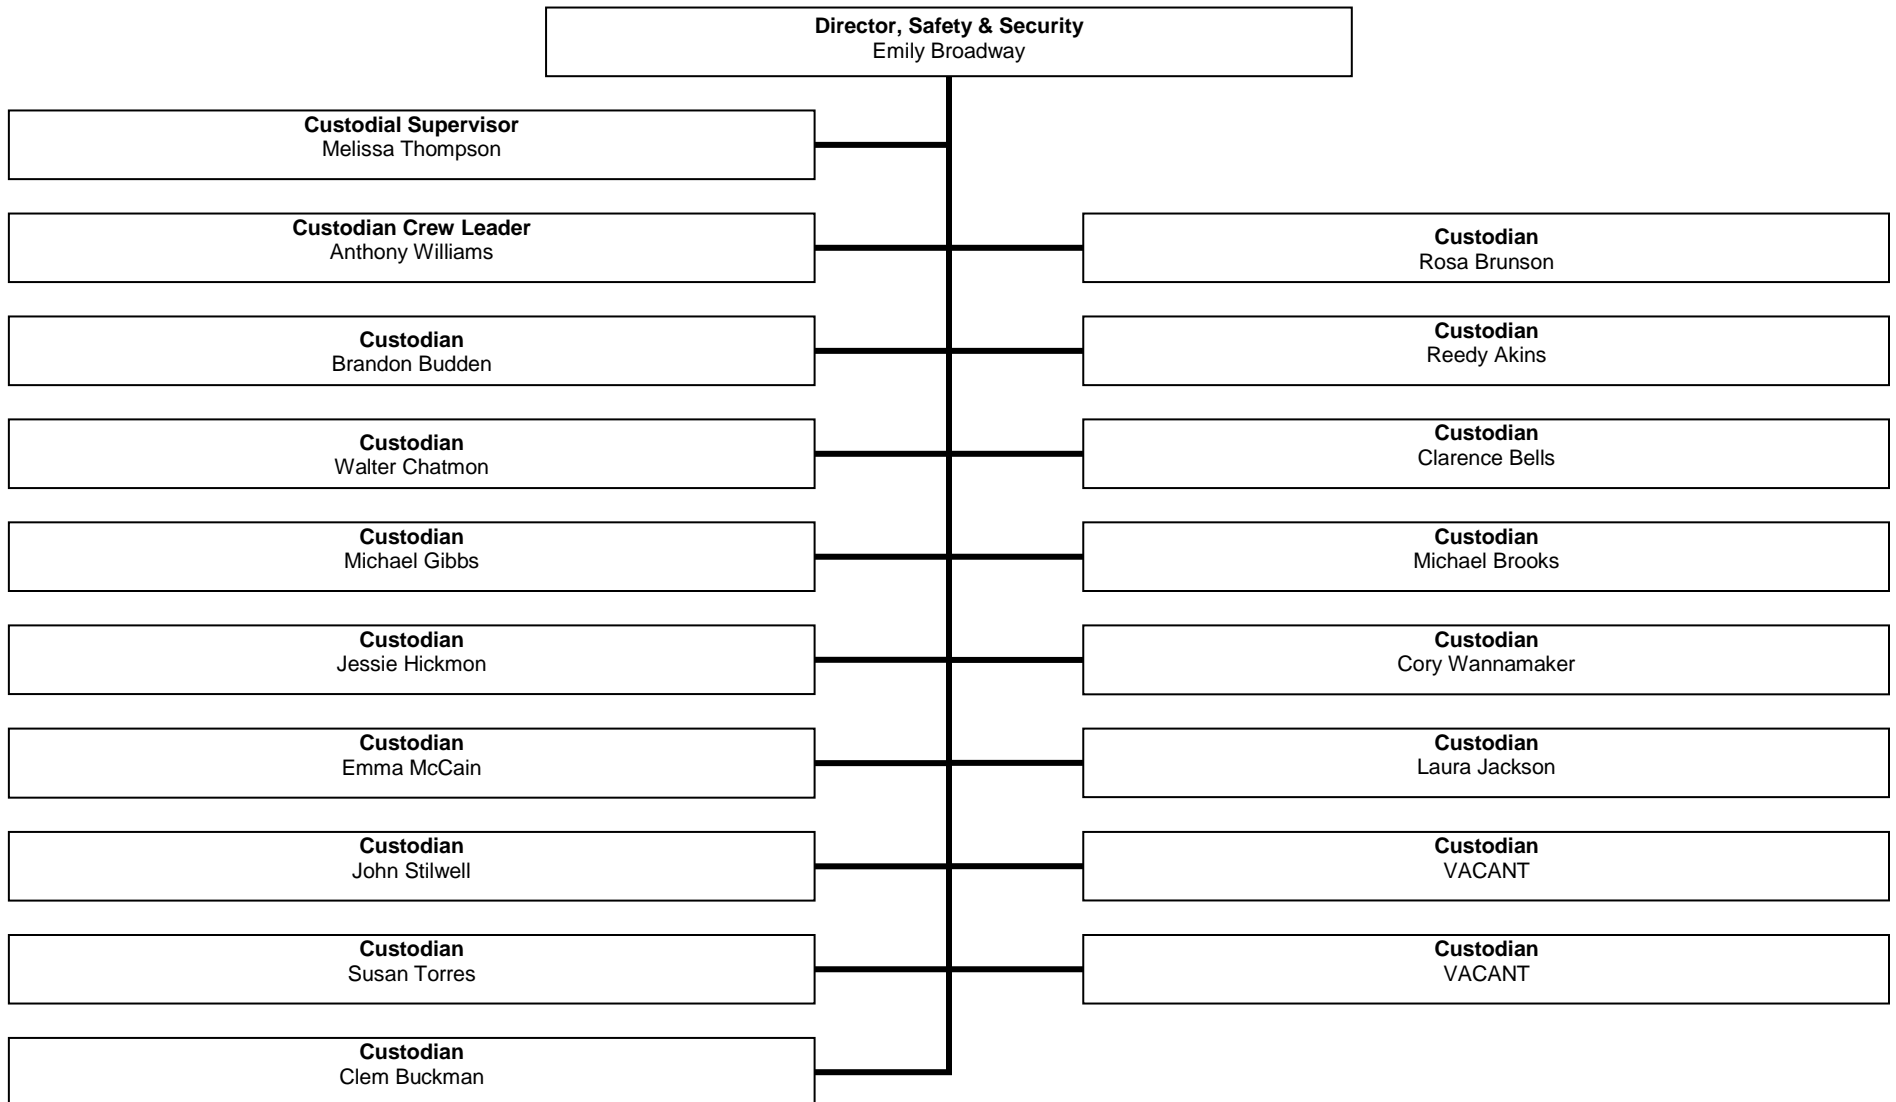 Director, Safety & Security
Emily Broadway
Custodial Supervisor
Melissa Thompson
Custodian Crew Leader
Anthony Williams
Custodian
Rosa Brunson
Custodian
Brandon Budden
Custodian
Reedy Akins
Custodian
Walter Chatmon
Custodian
Clarence Bells
Custodian
Michael Gibbs
Custodian
Michael Brooks
Custodian
Jessie Hickmon
Custodian
Cory Wannamaker
Custodian
Emma McCain
Custodian
Laura Jackson
Custodian
John Stilwell
Custodian
VACANT
Custodian
Susan Torres
Custodian
VACANT
Custodian
Clem Buckman